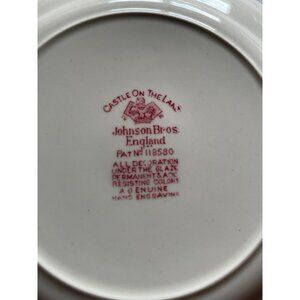 CASTLE ON THE LAKE
Johnson Bros.
England
PAT Nº 118580
ALL DECORATION
UNDER THE GLAZE
PERMANENT & ACID
RESISTING COLORS
A GENUINE
HAND ENGRAVING